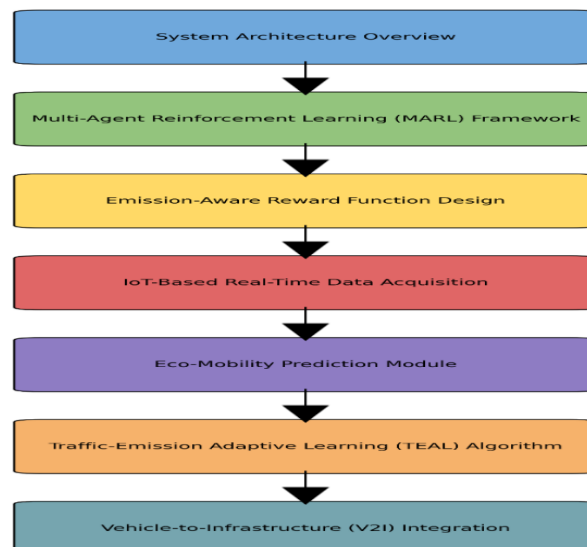 System Architecture Overview
Multi-Agent Reinforcement Learning (MARL) Framework
Emission-Aware Reward Function Design
IoT-Based Real-Time Data Acquisition
Eco-Mobility Prediction Module
Traffic-Emission Adaptive Learning (TEAL) Algorithm
Vehicle-to-Infrastructure (V2I) Integration